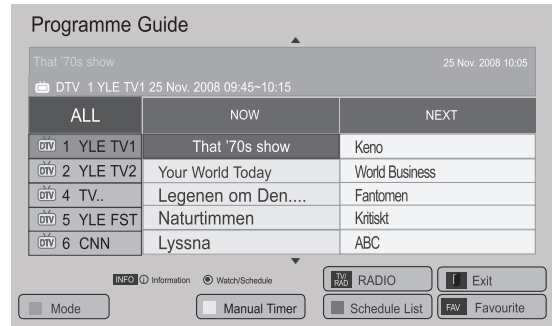 Programme Guide
That '70s show 25 Nov. 2008 10:05
DTV 1 YLE TV1 25 Nov. 2008 09:45~10:15
ALL NOW NEXT
DTV 1 YLE TV1 That '70s show Keno
DTV 2 YLE TV2 Your World Today World Business
DTV 4 TV.. Legenen om Den.... Fantomen
DTV 5 YLE FST Naturtimmen Kritiskt
DTV 6 CNN Lyssna ABC
INFO i Information Watch/Schedule TV/RAD RADIO Exit
Mode Manual Timer Schedule List FAV Favourite